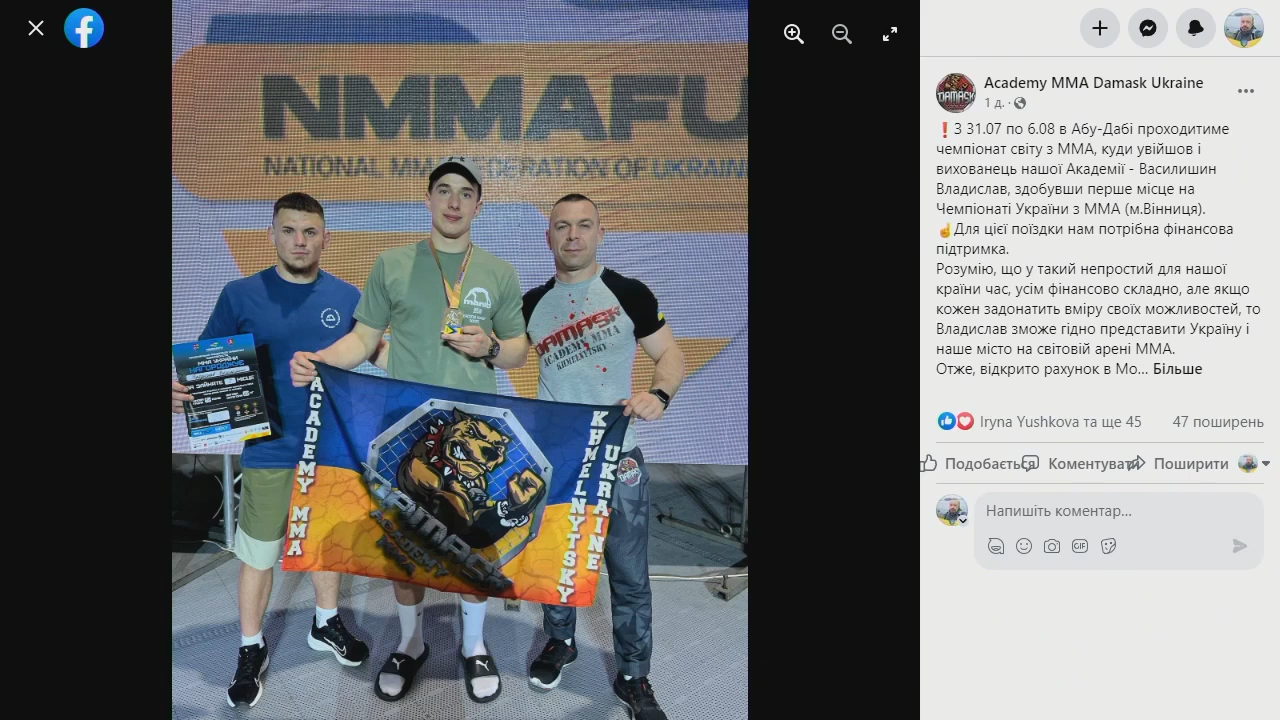 NMMAFU
NATIONAL MMA FEDERATION OF UKRAINE
manto
DAMASK
ACADEMY MMA
KHMELNYTSKY
НАГОРОДЖУЄ
ACADEMY MMA
KHMELNYTSKY
UKRAINE
Academy MMA Damask Ukraine
1 д. ·
❗З 31.07 по 6.08 в Абу-Дабі проходитиме
чемпіонат світу з ММА, куди увійшов і
вихованець нашої Академії - Василишин
Владислав, здобувши перше місце на
Чемпіонаті України з ММА (м.Вінниця).
☝Для цієї поїздки нам потрібна фінансова
підтримка.
Розумію, що у такий непростий для нашої
країни час, усім фінансово складно, але якщо
кожен задонатить вміру своїх можливостей, то
Владислав зможе гідно представити Україну і
наше місто на світовій арені ММА.
Отже, відкрито рахунок в При... Більше
Iryna Yushkova та ще 45
47 поширень
Подобається
Коментувати
Поширити
Напишіть коментар...
GIF